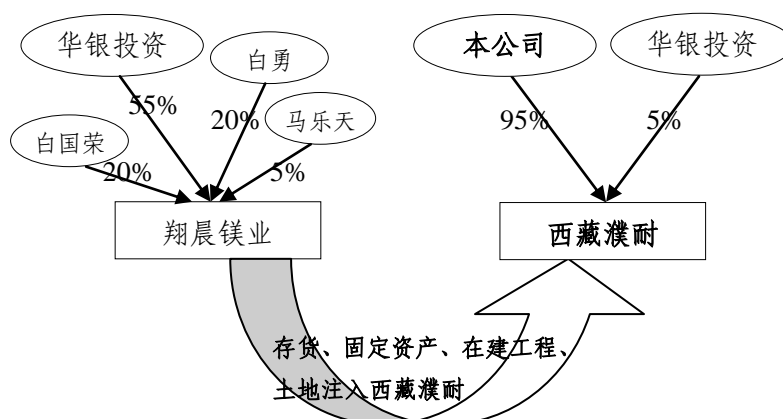 华银投资
白勇
本公司
华银投资
55%
20%
马乐天
95%
5%
白国荣
20%
5%
翔晨镁业
西藏濮耐
存货、固定资产、在建工程、
土地注入西藏濮耐